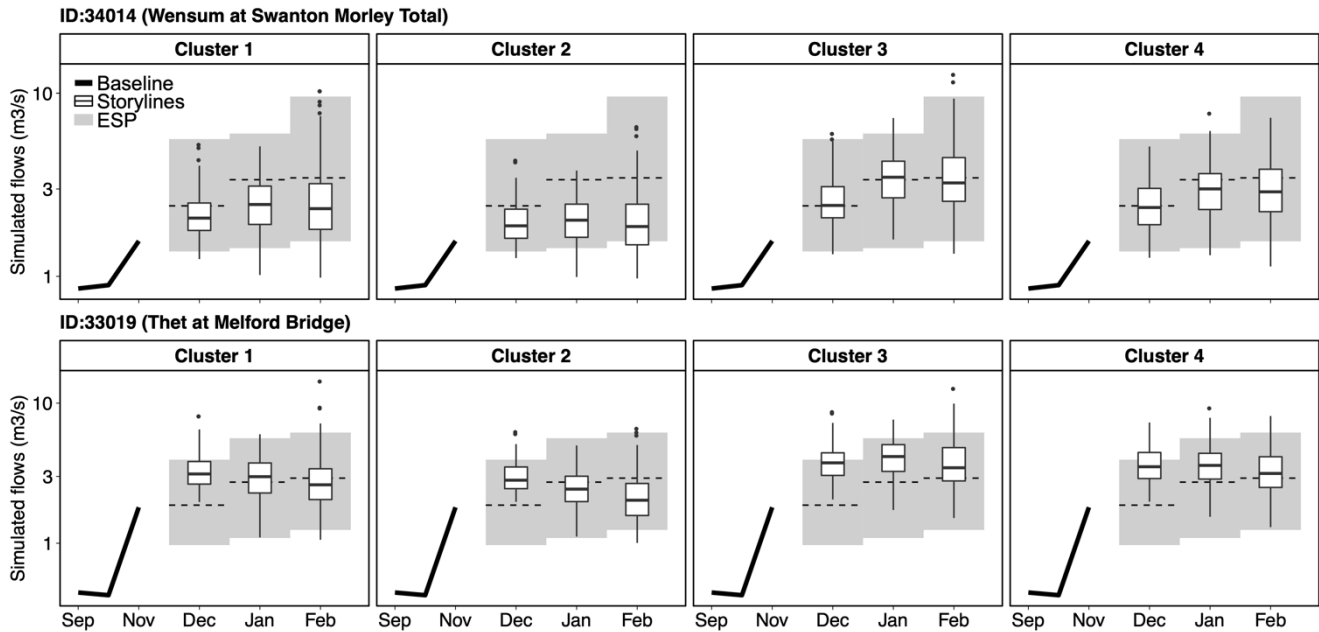 ID:34014 (Wensum at Swanton Morley Total)
Cluster 1 Cluster 2 Cluster 3 Cluster 4
Simulated flows (m3/s)
10
3
1
Baseline
Storylines
ESP
ID:33019 (Thet at Melford Bridge)
Cluster 1 Cluster 2 Cluster 3 Cluster 4
Simulated flows (m3/s)
10
3
1
Sep Nov Dec Jan Feb Sep Nov Dec Jan Feb Sep Nov Dec Jan Feb Sep Nov Dec Jan Feb